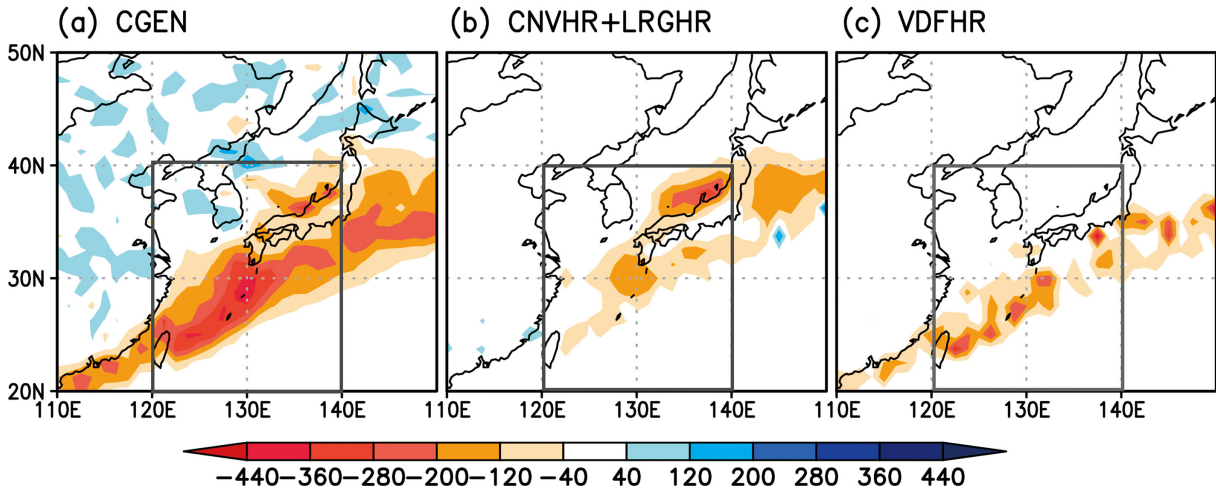 (a) CGEN (b) CNVHR+LRGHR (c) VDFHR
50N
40N
30N
20N
110E 120E 130E 140E 110E 120E 130E 140E 110E 120E 130E 140E
-440 -360 -280 -200 -120 -40 40 120 200 280 360 440